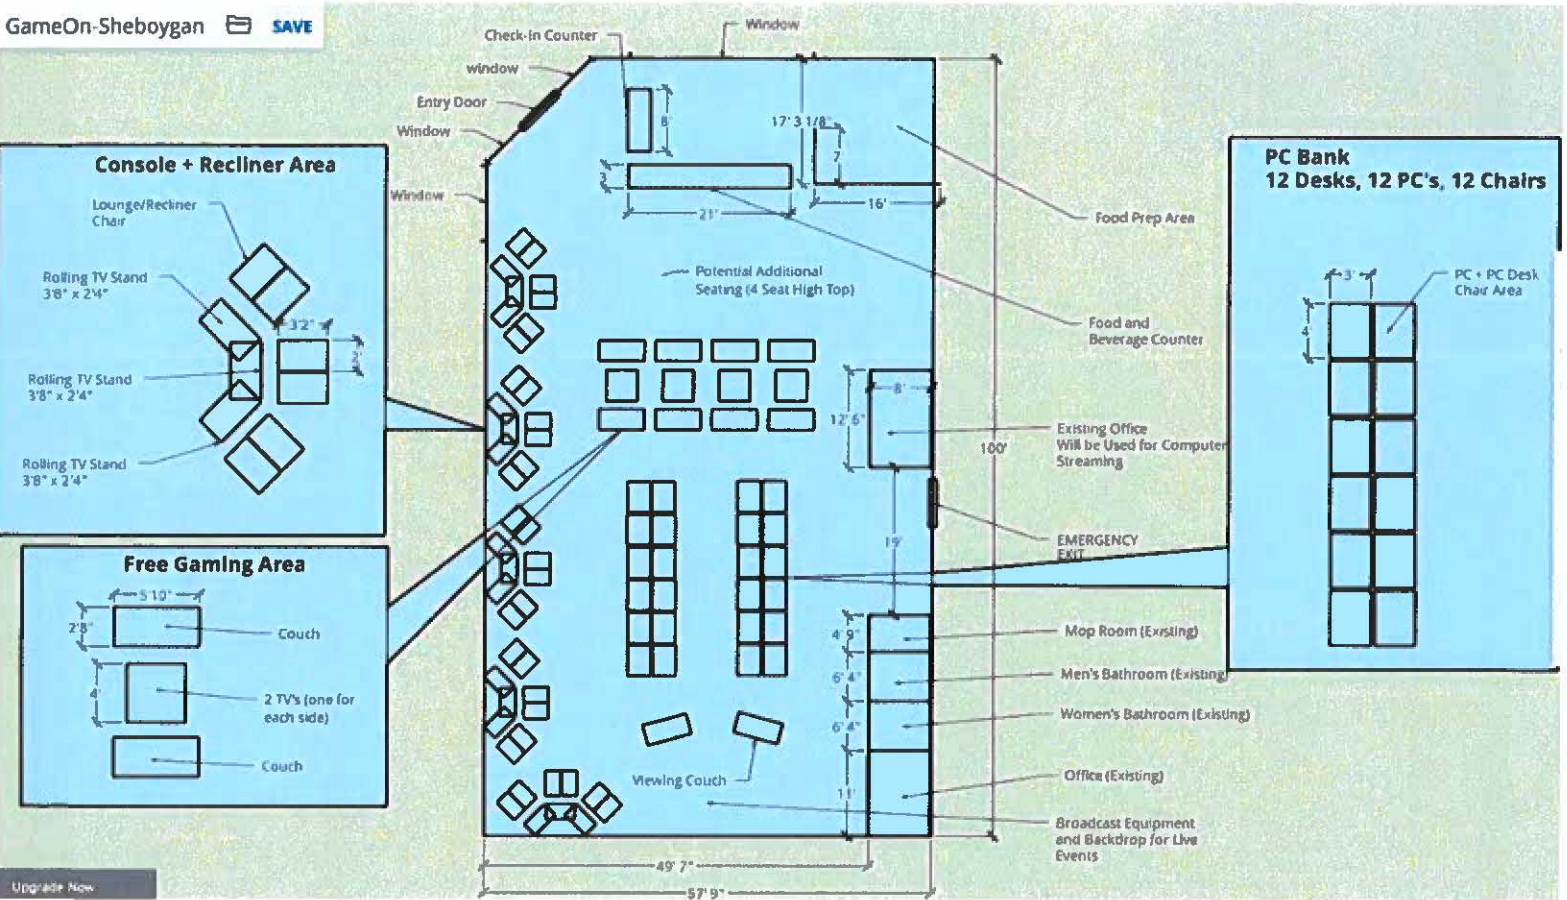 GameOn-Sheboygan SAVE
Check-In Counter
Window
window
Entry Door
Window
Window
8'
17' 3 1/8"
7'
3'
21'
16'
Food Prep Area
Potential Additional
Seating (4 Seat High Top)
Food and
Beverage Counter
Console + Recliner Area
Lounge/Recliner
Chair
Rolling TV Stand
3'8" x 2'4"
3'2"
Rolling TV Stand
3'8" x 2'4"
Rolling TV Stand
3'8" x 2'4"
PC Bank
12 Desks, 12 PC's, 12 Chairs
3'
PC + PC Desk
Chair Area
4'
8'
12' 6"
Existing Office
Will be Used for Computer
Streaming
100'
EMERGENCY
EXIT
19'
Free Gaming Area
5'10"
2'8"
Couch
4'
2 TV's (one for
each side)
Couch
4' 9"
Mop Room (Existing)
6' 4"
Men's Bathroom (Existing)
6' 4"
Women's Bathroom (Existing)
Viewing Couch
11'
Office (Existing)
Broadcast Equipment
and Backdrop for Live
Events
49' 7"
57' 9"
Upgrade Now